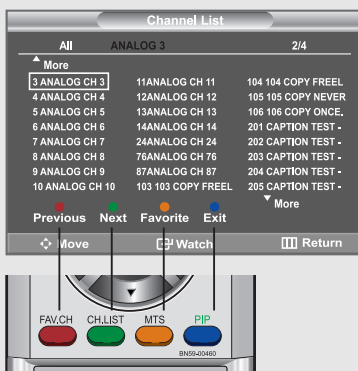 Channel List
All ANALOG 3 2/4
More
3 ANALOG CH 3 11ANALOG CH 11 104 104 COPY FREEL
4 ANALOG CH 4 12ANALOG CH 12 105 105 COPY NEVER
5 ANALOG CH 5 13ANALOG CH 13 106 106 COPY ONCE.
6 ANALOG CH 6 14ANALOG CH 14 201 CAPTION TEST -
7 ANALOG CH 7 24ANALOG CH 24 202 CAPTION TEST -
8 ANALOG CH 8 76ANALOG CH 76 203 CAPTION TEST -
9 ANALOG CH 9 87ANALOG CH 87 204 CAPTION TEST -
10 ANALOG CH 10 103 103 COPY FREEL 205 CAPTION TEST -
More
Previous Next Favorite Exit
Move Watch Return
FAV.CH CH.LIST MTS PIP
BN59-00460